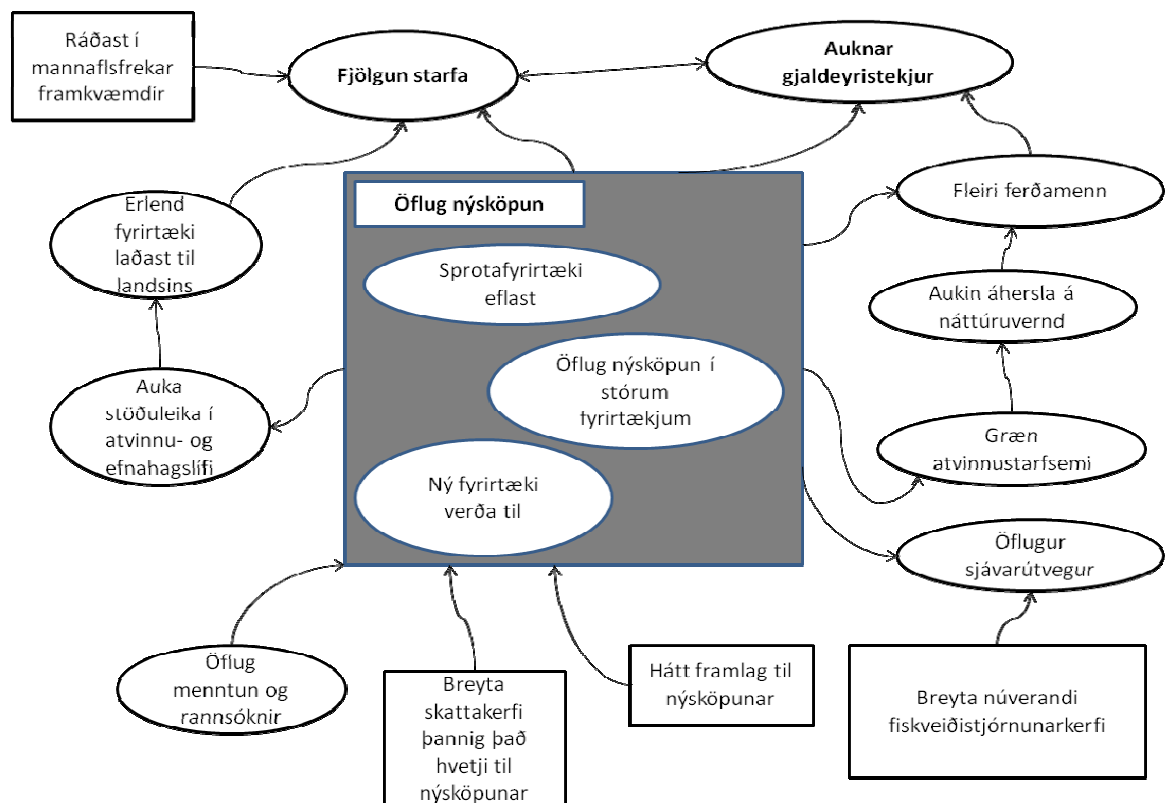 Ráðast í
mannaflsfrekar
framkvæmdir
Fjölgun starfa
Auknar
gjaldeyristekjur
Erlend
fyrirtæki
laðast til
landsins
Öflug nýsköpun
Fleiri ferðamenn
Sprotafyrirtæki
eflast
Aukin áhersla á
náttúruvernd
Öflug nýsköpun í
stórum
fyrirtækjum
Auka
stöðuleika í
atvinnu- og
efnahagslífi
Græn
atvinnustarfsemi
Ný fyrirtæki
verða til
Öflugur
sjávarútvegur
Öflug
menntun og
rannsóknir
Breyta
skattakerfi
þannig það
hvetji til
nýsköpunar
Hátt framlag til
nýsköpunar
Breyta núverandi
fiskveiðistjórnunarkerfi